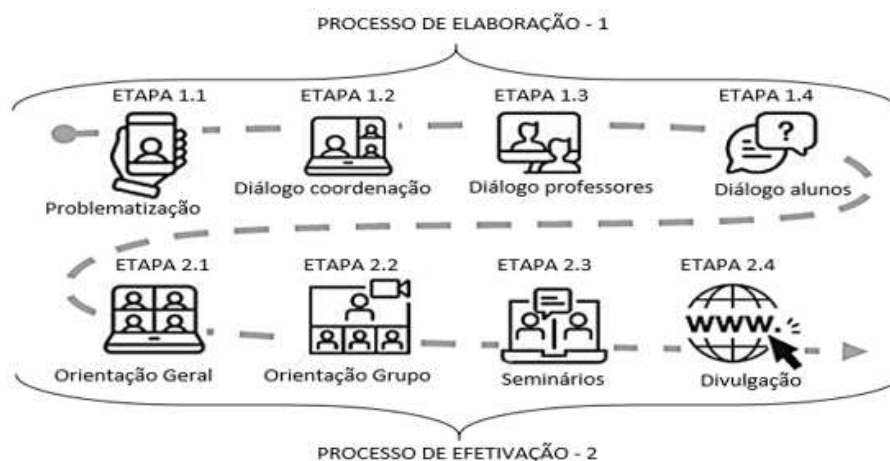 PROCESSO DE ELABORAÇÃO - 1
ETAPA 1.1
ETAPA 1.2
ETAPA 1.3
ETAPA 1.4
?
Problematização
Diálogo coordenação
Diálogo professores
Diálogo alunos
ETAPA 2.1
ETAPA 2.2
ETAPA 2.3
ETAPA 2.4
www.
Orientação Geral
Orientação Grupo
Seminários
Divulgação
PROCESSO DE EFETIVAÇÃO - 2